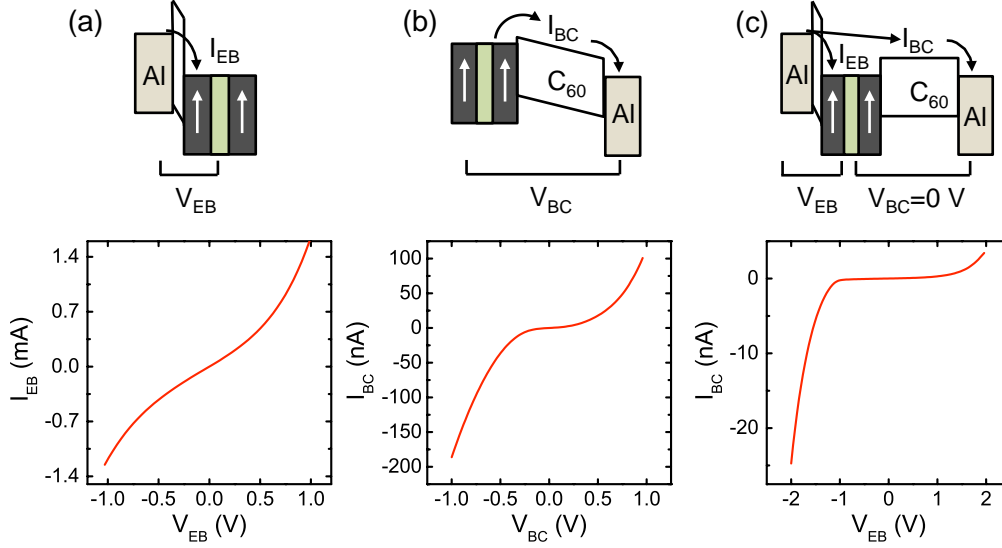 (a)
I_EB
Al
V_EB
1.4
0.7
0.0
-0.7
-1.4
I_EB (mA)
-1.0 -0.5 0.0 0.5 1.0
V_EB (V)
(b)
I_BC
C_60
Al
V_BC
100
50
0
-50
-100
-150
-200
I_BC (nA)
-1.0 -0.5 0.0 0.5 1.0
V_BC (V)
(c)
I_BC
I_EB
Al
C_60
Al
V_EB
V_BC=0 V
0
-10
-20
I_BC (nA)
-2 -1 0 1 2
V_EB (V)